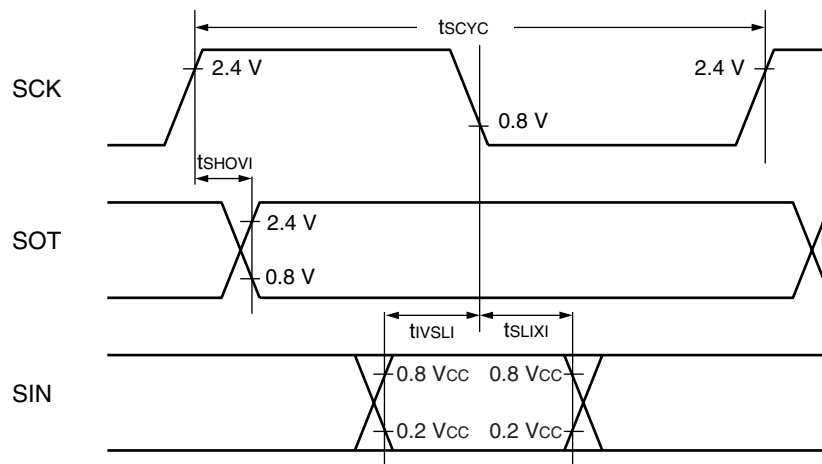 tSCYC
SCK
2.4 V
2.4 V
0.8 V
tSHOVI
SOT
2.4 V
0.8 V
tIVSLI
tSLIXI
SIN
0.8 VCC
0.8 VCC
0.2 VCC
0.2 VCC